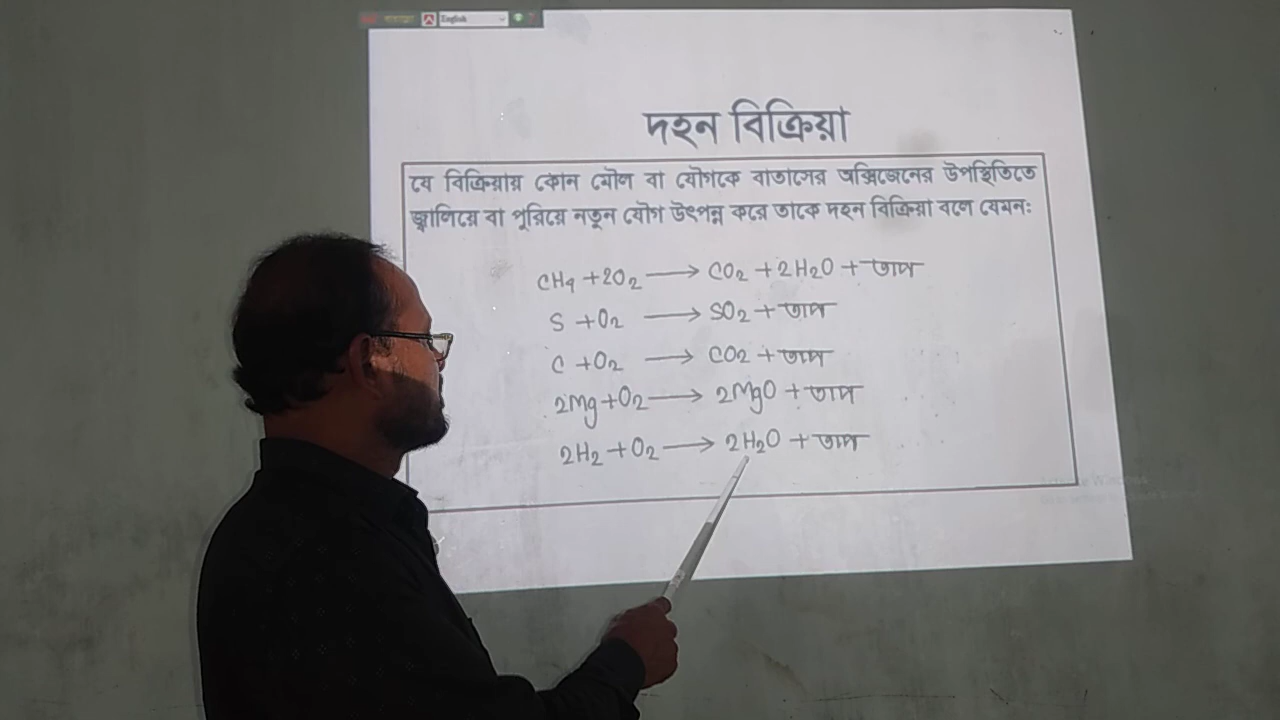 English
দহন বিক্রিয়া
যে বিক্রিয়ায় কোন মৌল বা যৌগকে বাতাসের অক্সিজেনের উপস্থিতিতে
জ্বালিয়ে বা পুরিয়ে নতুন যৌগ উৎপন্ন করে তাকে দহন বিক্রিয়া বলে যেমনঃ
CH₄ + 2O₂ ⟶ CO₂ + 2H₂O + তাপ
S + O₂ ⟶ SO₂ + তাপ
C + O₂ ⟶ CO₂ + তাপ
2Mg + O₂ ⟶ 2MgO + তাপ
2H₂ + O₂ ⟶ 2H₂O + তাপ